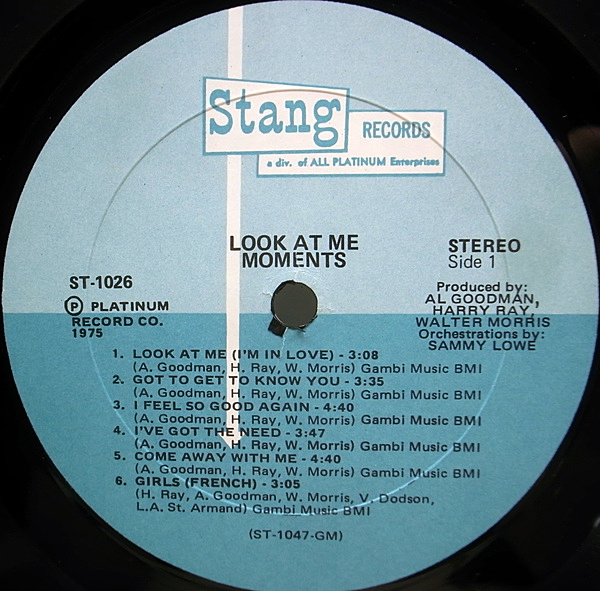 Stang
RECORDS
a div. of ALL PLATINUM Enterprises
LOOK AT ME
MOMENTS
STEREO
Side 1
ST-1026
Ⓟ PLATINUM
RECORD CO.
1975
Produced by:
AL GOODMAN,
HARRY RAY,
WALTER MORRIS
Orchestrations by:
SAMMY LOWE
1. LOOK AT ME (I'M IN LOVE) - 3:08
(A. Goodman, H. Ray, W. Morris) Gambi Music BMI
2. GOT TO GET TO KNOW YOU - 3:35
(A. Goodman, H. Ray, W. Morris) Gambi Music BMI
3. I FEEL SO GOOD AGAIN - 4:40
(A. Goodman, H. Ray, W. Morris) Gambi Music BMI
4. I'VE GOT THE NEED - 3:47
(A. Goodman, H. Ray, W. Morris) Gambi Music BMI
5. COME AWAY WITH ME - 4:40
(A. Goodman, H. Ray, W. Morris) Gambi Music BMI
6. GIRLS (FRENCH) - 3:05
(H. Ray, A. Goodman, W. Morris, V. Dodson,
L.A. St. Armand) Gambi Music BMI
(ST-1047-GM)